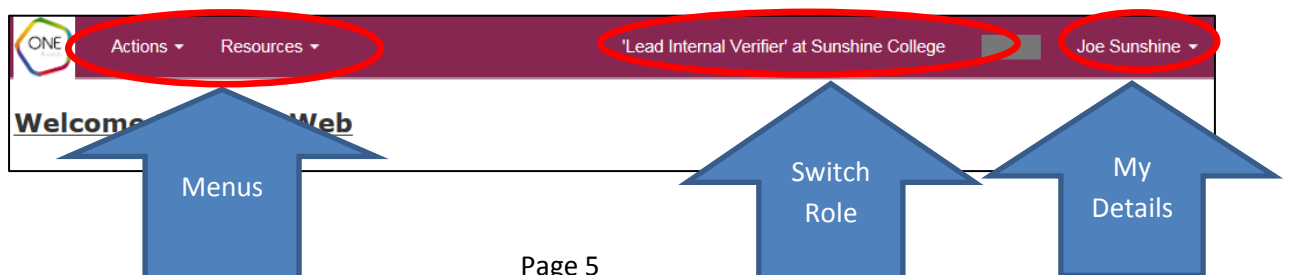 ONE
Actions Resources 'Lead Internal Verifier' at Sunshine College Joe Sunshine
Welcome Web
Menus
Switch
Role
My
Details
Page 5